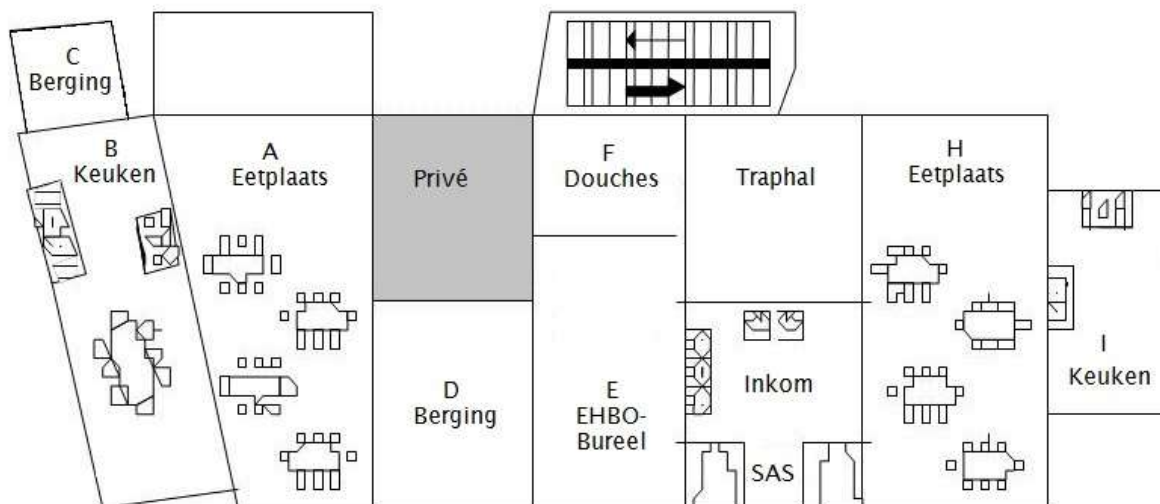 C
Berging
B
Keuken
A
Eetplaats
Privé
F
Douches
Traphal
H
Eetplaats
D
Berging
E
EHBO-
Bureel
Inkom
SAS
I
Keuken